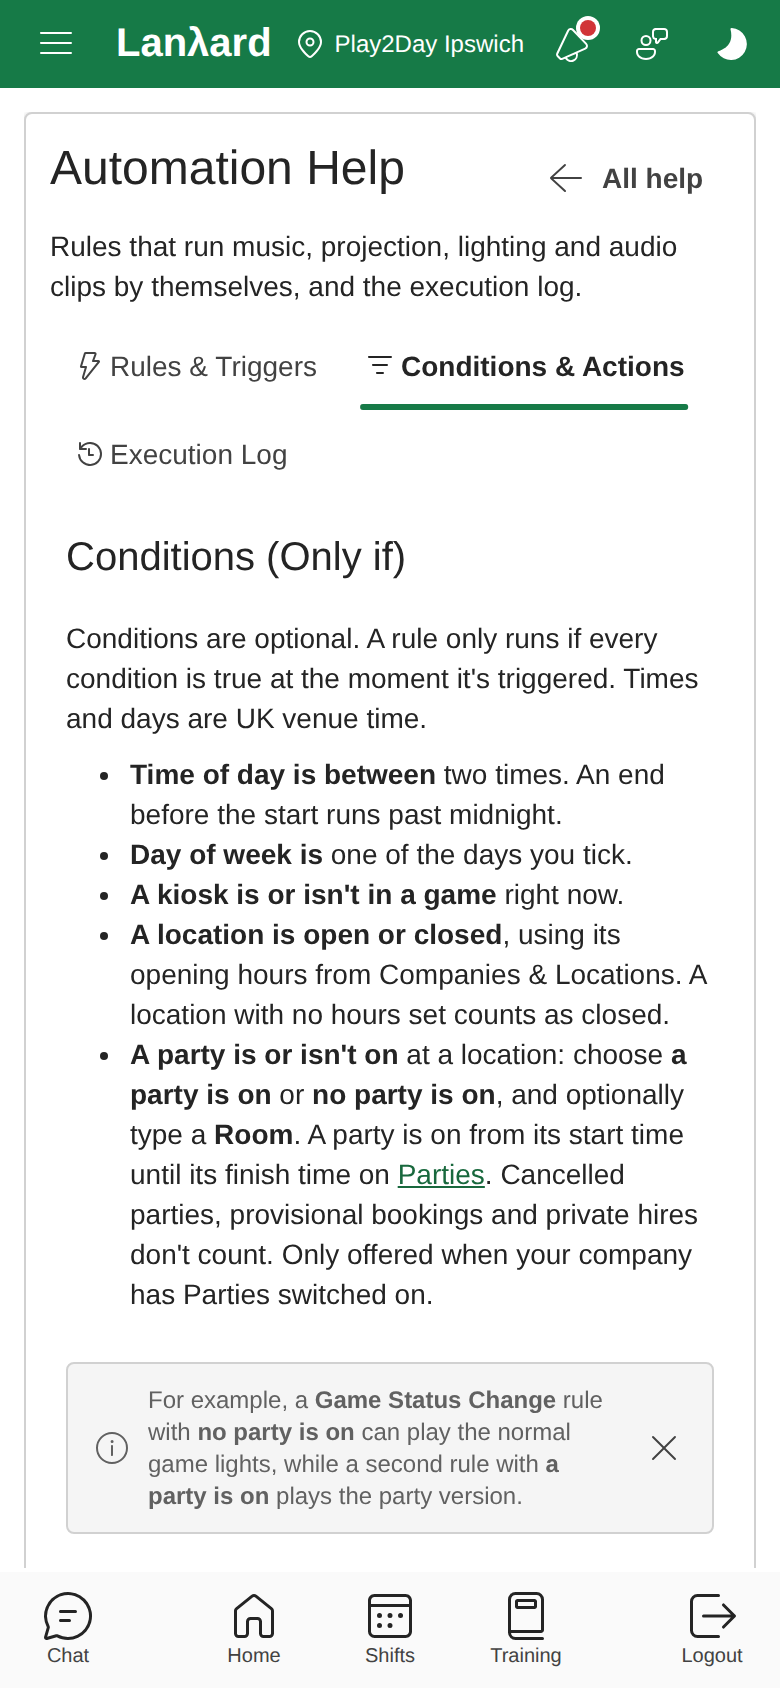 Lanλard
Play2Day Ipswich
Automation Help
All help
Rules that run music, projection, lighting and audio
clips by themselves, and the execution log.
Rules & Triggers
Conditions & Actions
Execution Log
Conditions (Only if)
Conditions are optional. A rule only runs if every
condition is true at the moment it's triggered. Times
and days are UK venue time.
• Time of day is between two times. An end
before the start runs past midnight.
• Day of week is one of the days you tick.
• A kiosk is or isn't in a game right now.
• A location is open or closed, using its
opening hours from Companies & Locations. A
location with no hours set counts as closed.
• A party is or isn't on at a location: choose a
party is on or no party is on, and optionally
type a Room. A party is on from its start time
until its finish time on Parties. Cancelled
parties, provisional bookings and private hires
don't count. Only offered when your company
has Parties switched on.
For example, a Game Status Change rule
with no party is on can play the normal
game lights, while a second rule with a
party is on plays the party version.
Chat
Home
Shifts
Training
Logout